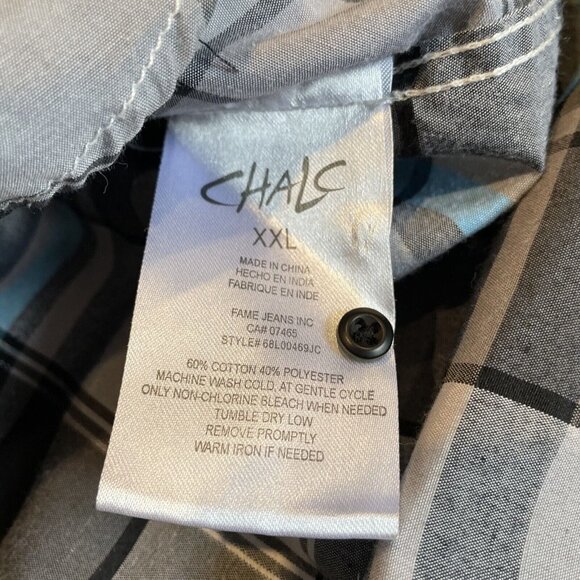 CHALC
XXL
MADE IN CHINA
HECHO EN INDIA
FABRIQUE EN INDE
FAME JEANS INC
CA# 07465
STYLE# 68L00469JC
60% COTTON 40% POLYESTER
MACHINE WASH COLD, AT GENTLE CYCLE
ONLY NON-CHLORINE BLEACH WHEN NEEDED
TUMBLE DRY LOW
REMOVE PROMPTLY
WARM IRON IF NEEDED